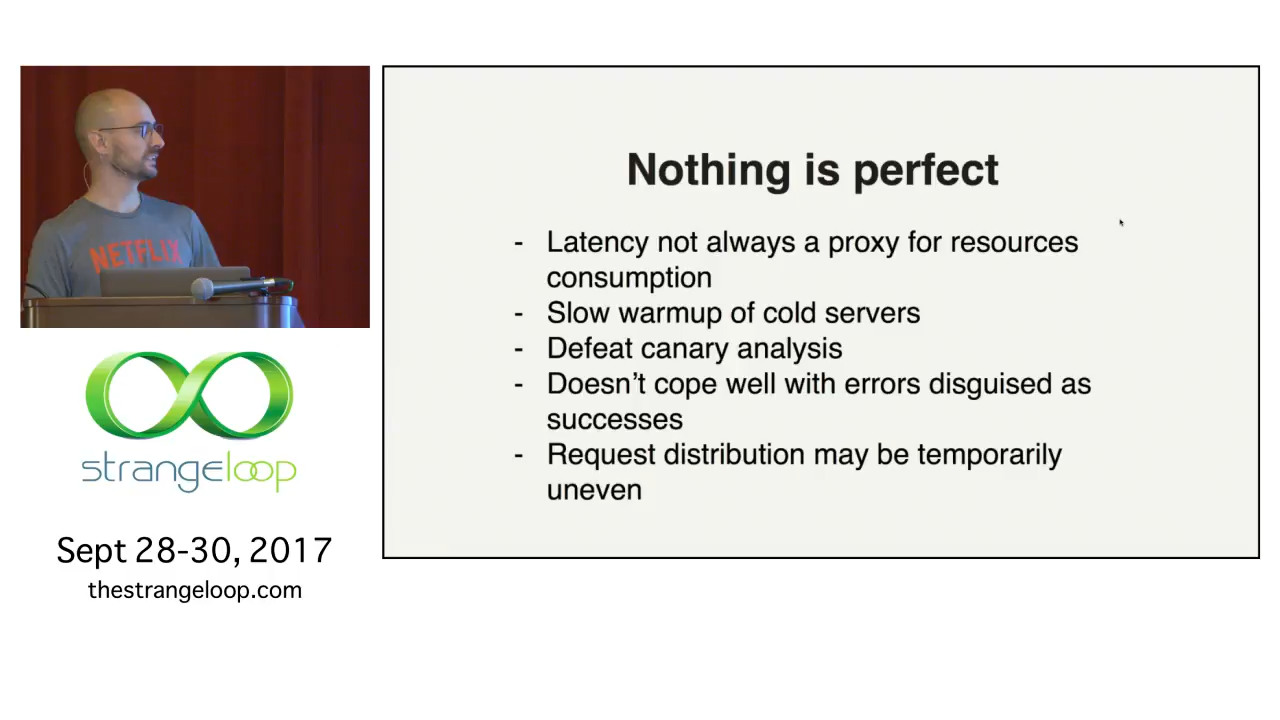 NETFLIX
strangeloop
Sept 28-30, 2017
thestrangeloop.com
Nothing is perfect
- Latency not always a proxy for resources
consumption
- Slow warmup of cold servers
- Defeat canary analysis
- Doesn’t cope well with errors disguised as
successes
- Request distribution may be temporarily
uneven